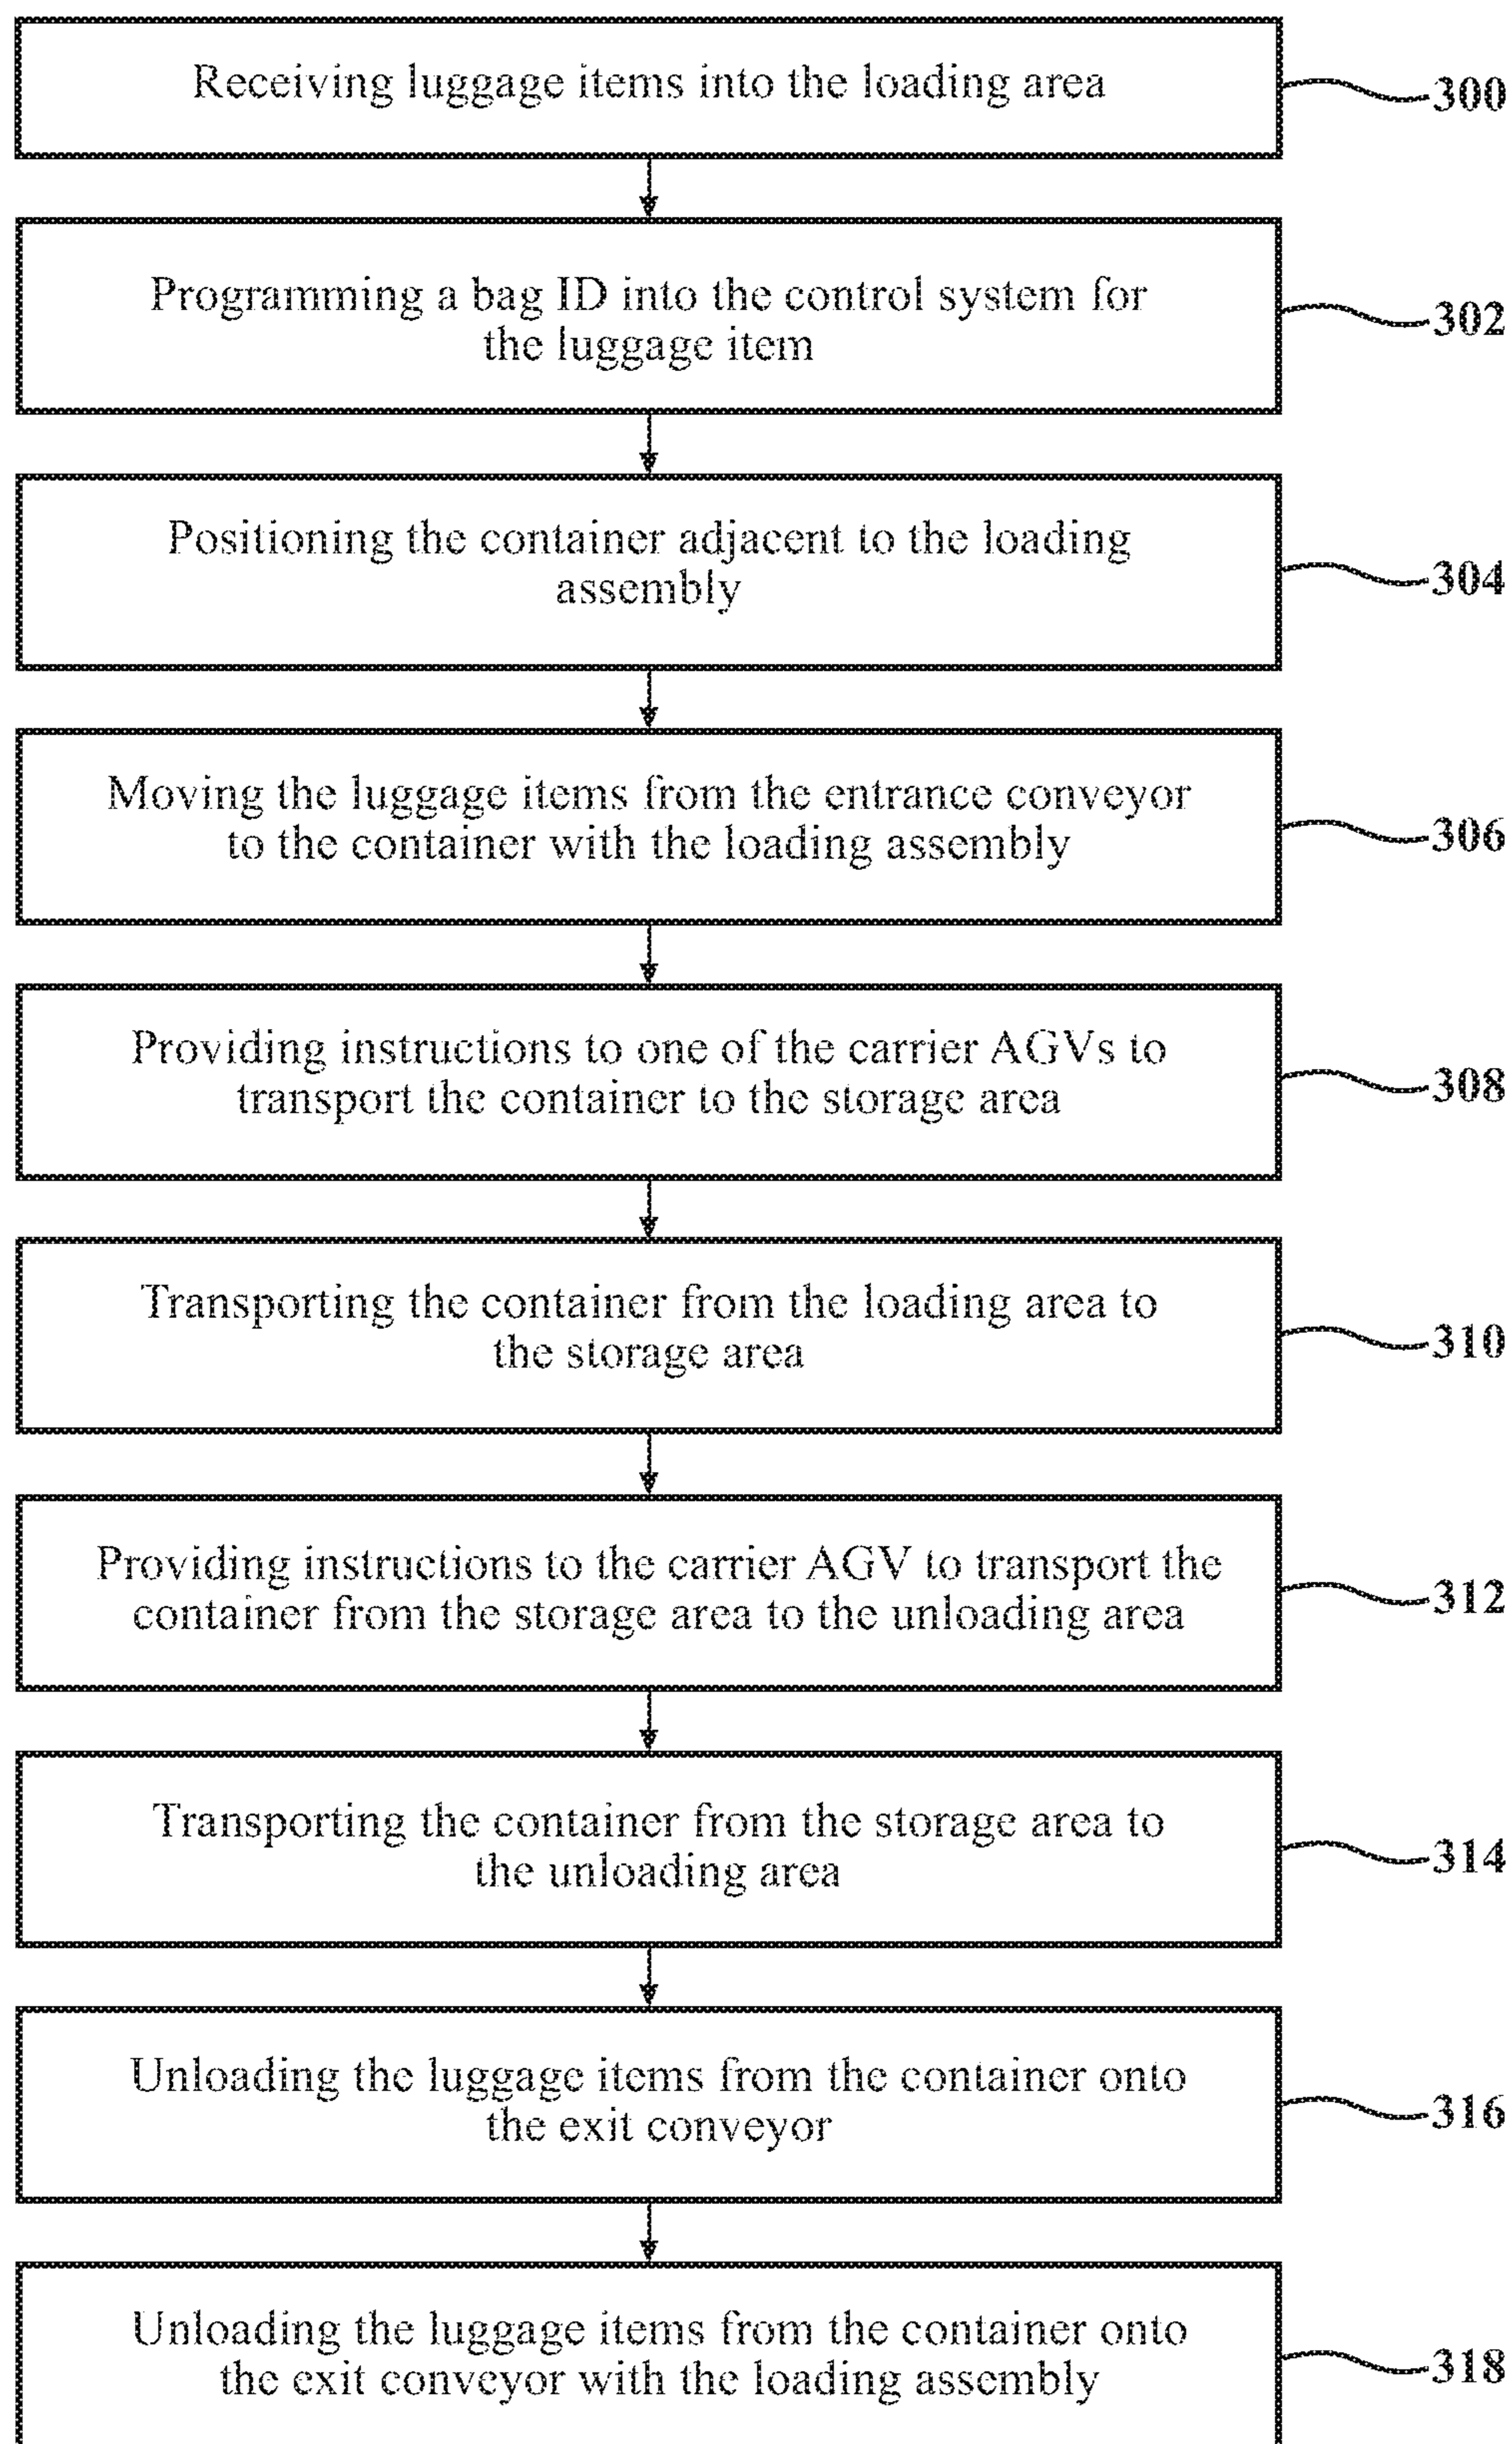 Receiving luggage items into the loading area
300
Programming a bag ID into the control system for
the luggage item
302
Positioning the container adjacent to the loading
assembly
304
Moving the luggage items from the entrance conveyor
to the container with the loading assembly
306
Providing instructions to one of the carrier AGVs to
transport the container to the storage area
308
Transporting the container from the loading area to
the storage area
310
Providing instructions to the carrier AGV to transport the
container from the storage area to the unloading area
312
Transporting the container from the storage area to
the unloading area
314
Unloading the luggage items from the container onto
the exit conveyor
316
Unloading the luggage items from the container onto
the exit conveyor with the loading assembly
318